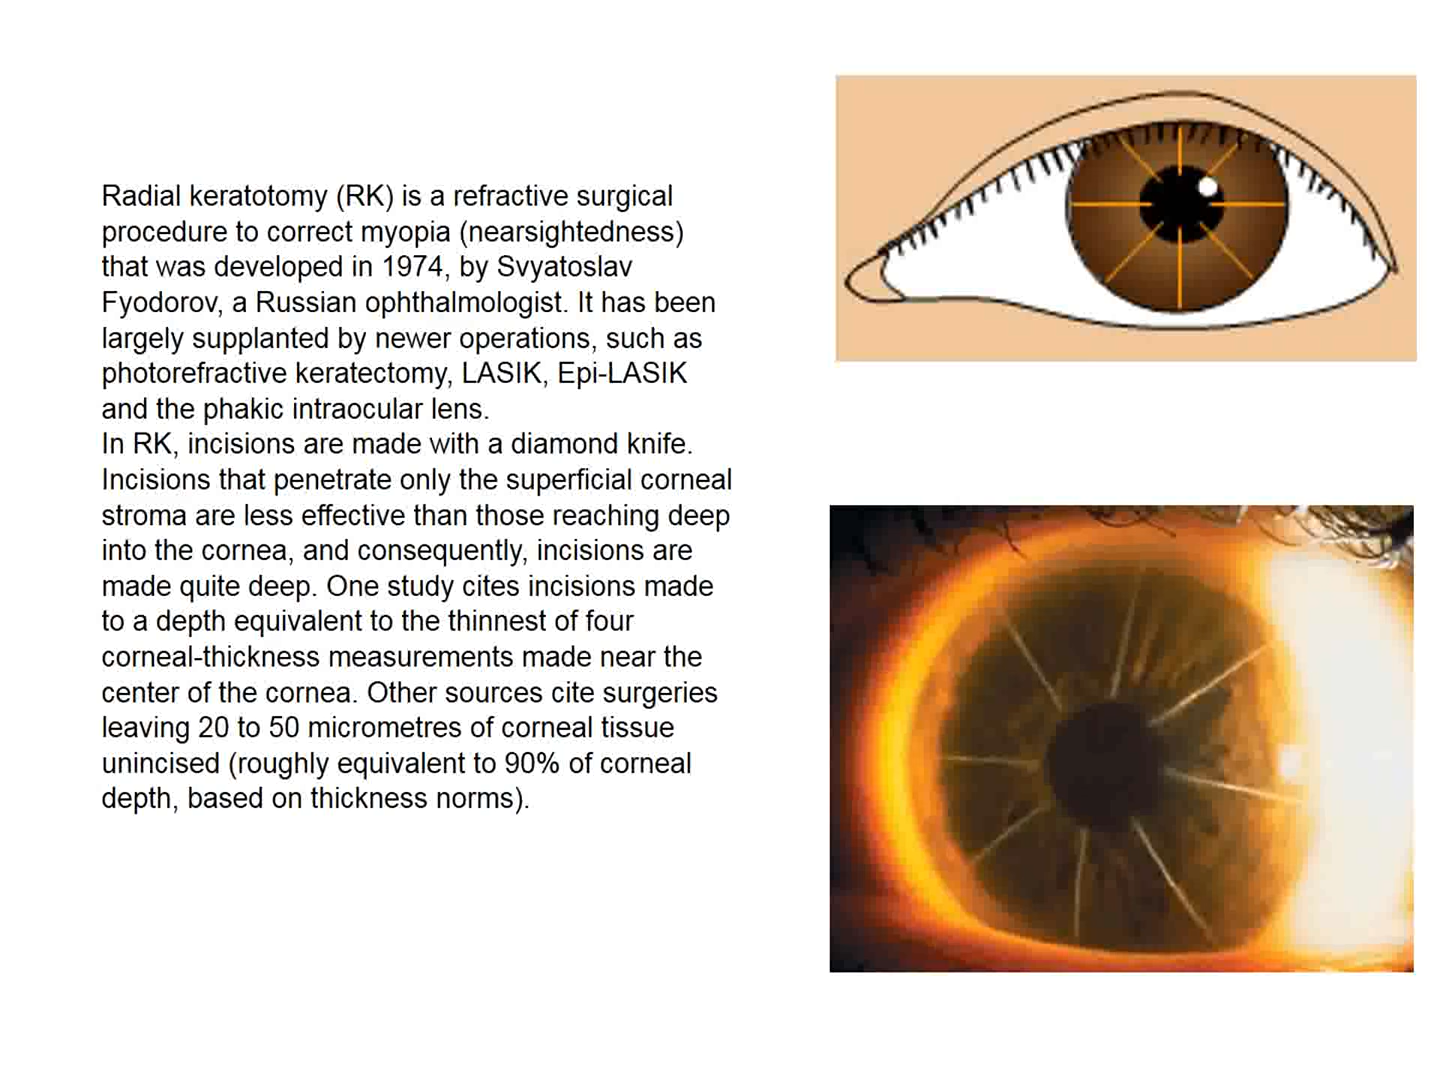 Radial keratotomy (RK) is a refractive surgical
procedure to correct myopia (nearsightedness)
that was developed in 1974, by Svyatoslav
Fyodorov, a Russian ophthalmologist. It has been
largely supplanted by newer operations, such as
photorefractive keratectomy, LASIK, Epi-LASIK
and the phakic intraocular lens.
In RK, incisions are made with a diamond knife.
Incisions that penetrate only the superficial corneal
stroma are less effective than those reaching deep
into the cornea, and consequently, incisions are
made quite deep. One study cites incisions made
to a depth equivalent to the thinnest of four
corneal-thickness measurements made near the
center of the cornea. Other sources cite surgeries
leaving 20 to 50 micrometres of corneal tissue
unincised (roughly equivalent to 90% of corneal
depth, based on thickness norms).